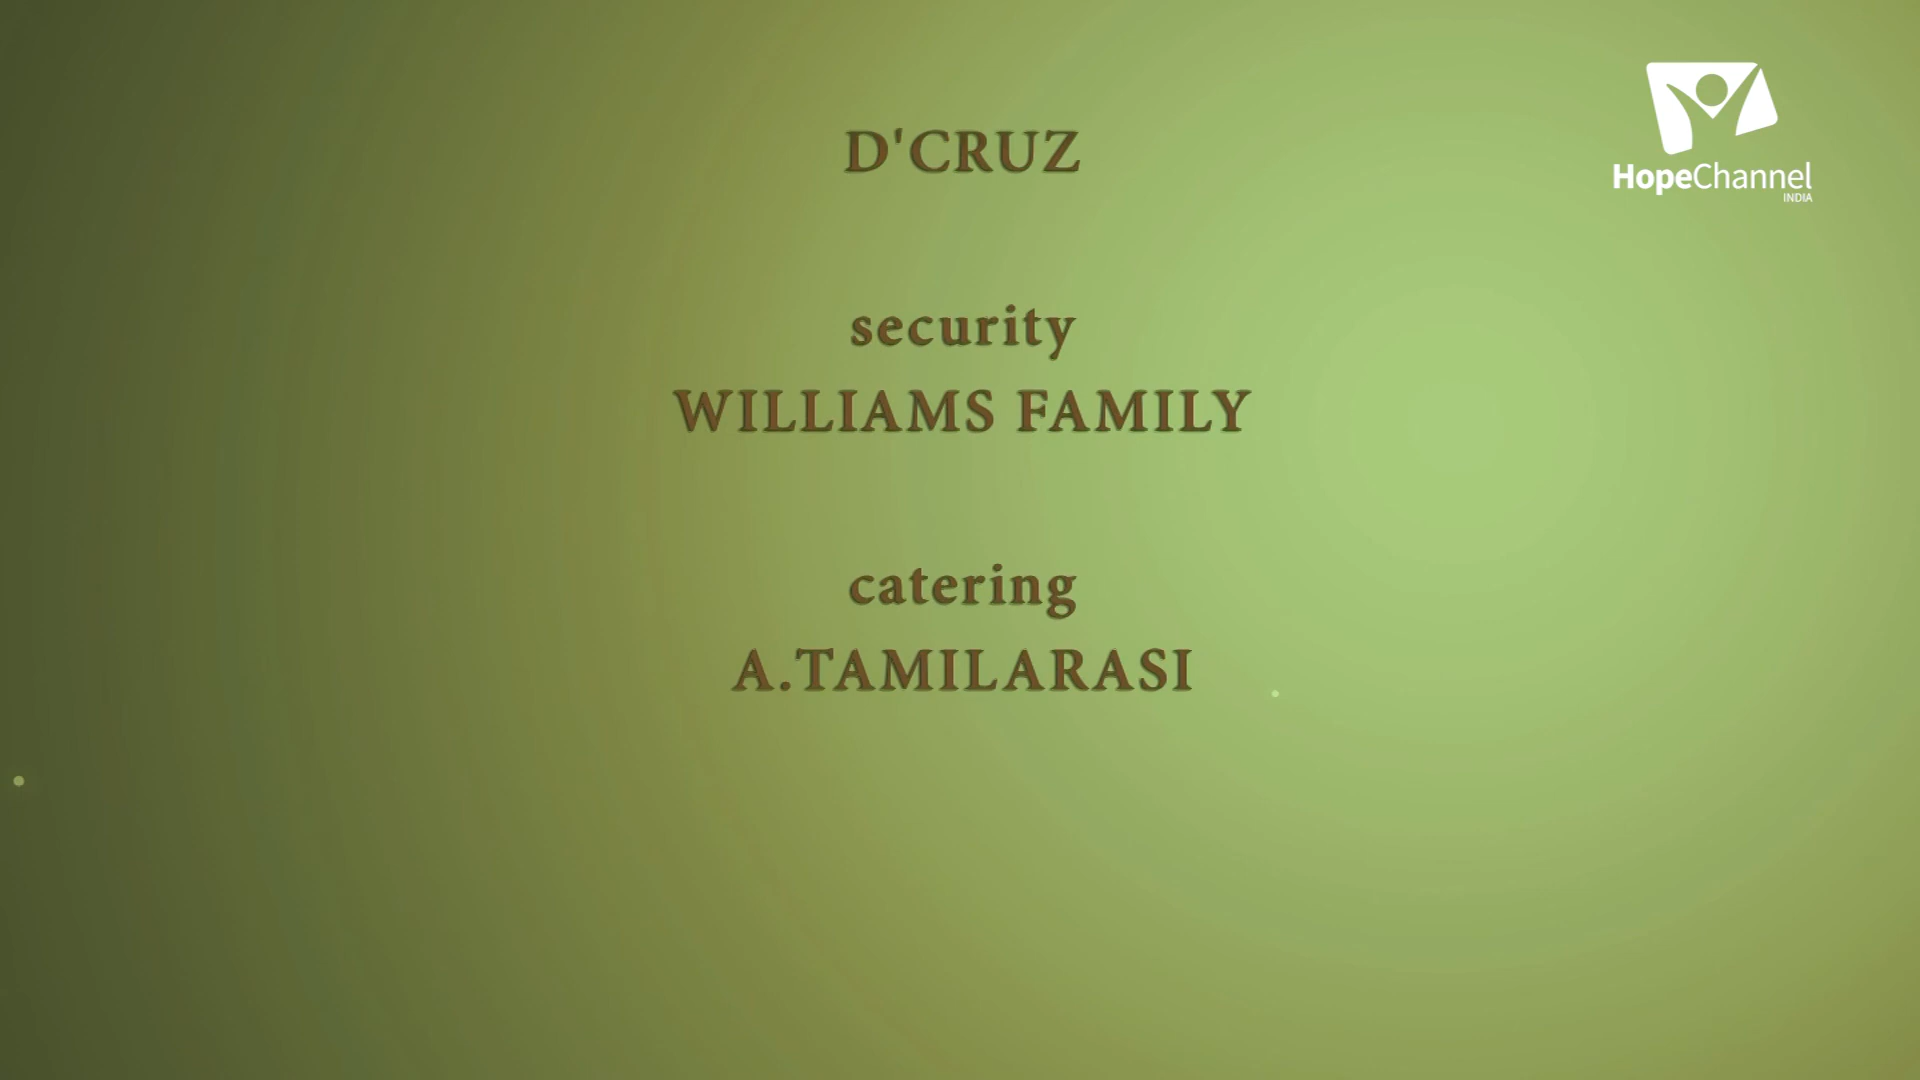 D'CRUZ
security
WILLIAMS FAMILY
catering
A.TAMILARASI
HopeChannel
INDIA